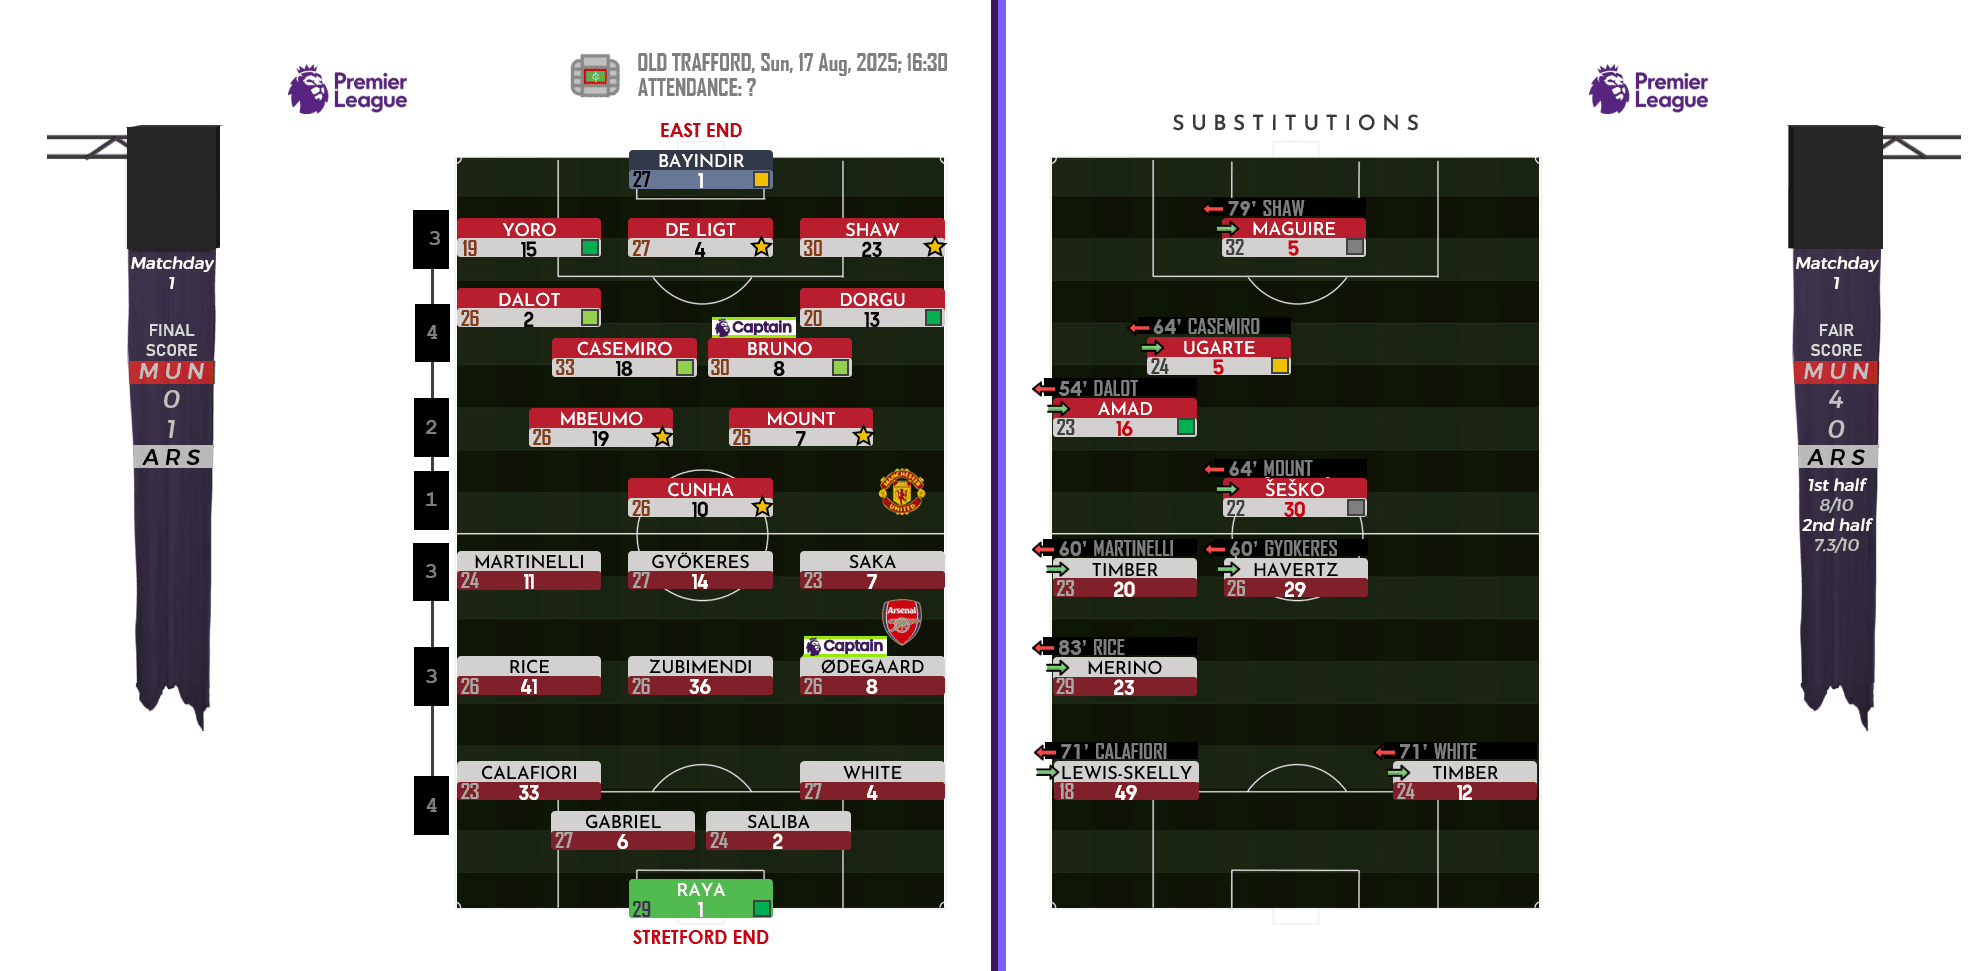 Premier
League
OLD TRAFFORD, Sun, 17 Aug, 2025; 16:30
ATTENDANCE: ?
EAST END
Matchday
1
FINAL
SCORE
MUN
0
1
ARS
BAYINDIR
27 1
3
YORO
19 15
DE LIGT
27 4
SHAW
30 23
4
DALOT
26 2
DORGU
20 13
Captain
CASEMIRO
33 18
BRUNO
30 8
2
MBEUMO
26 19
MOUNT
26 7
1
CUNHA
26 10
MANCHESTER
UNITED
3
MARTINELLI
24 11
GYÖKERES
27 14
SAKA
23 7
Arsenal
Captain
3
RICE
26 41
ZUBIMENDI
26 36
ØDEGAARD
26 8
4
CALAFIORI
23 33
WHITE
27 4
GABRIEL
27 6
SALIBA
24 2
RAYA
29 1
STRETFORD END
Premier
League
SUBSTITUTIONS
79' SHAW
MAGUIRE
32 5
64' CASEMIRO
UGARTE
24 5
54' DALOT
AMAD
23 16
64' MOUNT
ŠEŠKO
22 30
60' MARTINELLI
TIMBER
23 20
60' GYOKERES
HAVERTZ
26 29
83' RICE
MERINO
29 23
71' CALAFIORI
LEWIS-SKELLY
18 49
71' WHITE
TIMBER
24 12
Matchday
1
FAIR
SCORE
MUN
4
0
ARS
1st half
8/10
2nd half
7.3/10